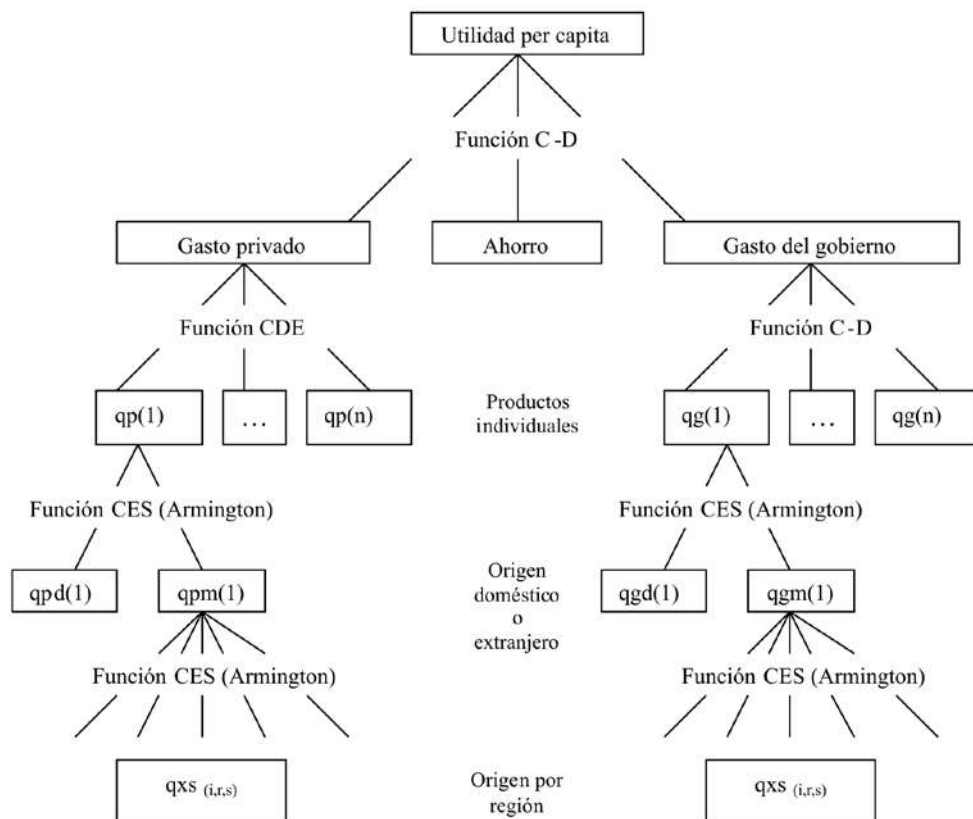 Utilidad per capita
Función C-D
Gasto privado
Ahorro
Gasto del gobierno
Función CDE
Función C-D
qp(1)
...
qp(n)
Productos
individuales
qg(1)
...
qg(n)
Función CES (Armington)
Función CES (Armington)
qpd(1)
qpm(1)
Origen
doméstico
o
extranjero
qgd(1)
qgm(1)
Función CES (Armington)
Función CES (Armington)
qxs (i,r,s)
Origen por
región
qxs (i,r,s)